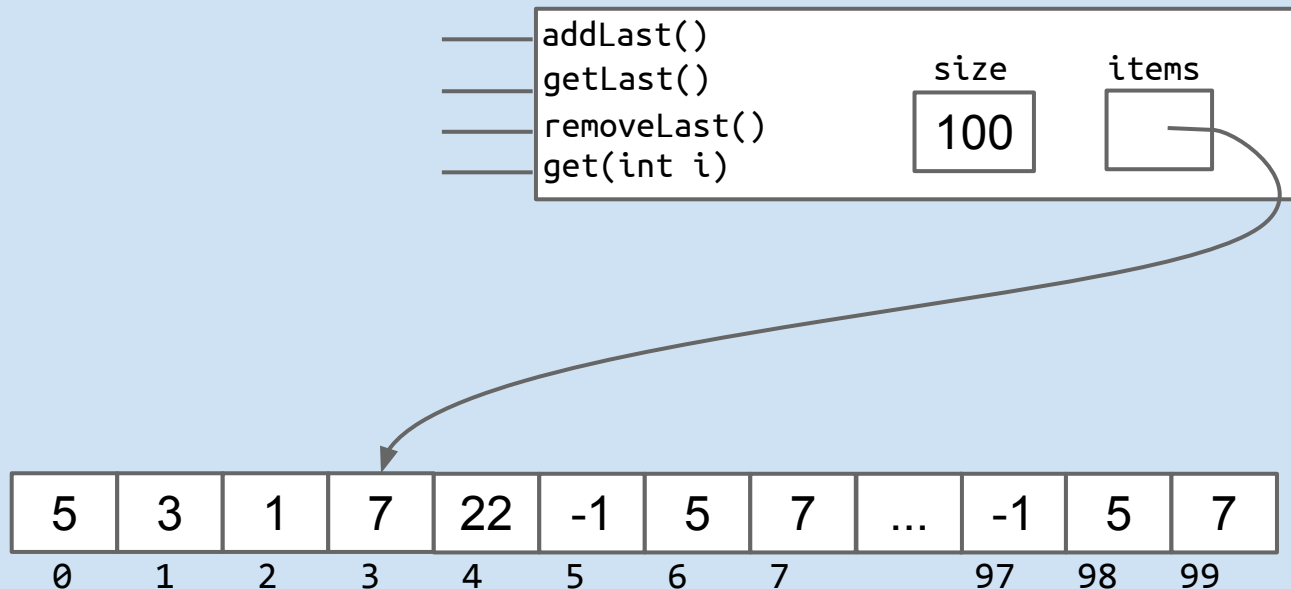 addLast()
getLast()
removeLast()
get(int i)
size
items
100
5 3 1 7 22 -1 5 7 ... -1 5 7
0 1 2 3 4 5 6 7 97 98 99